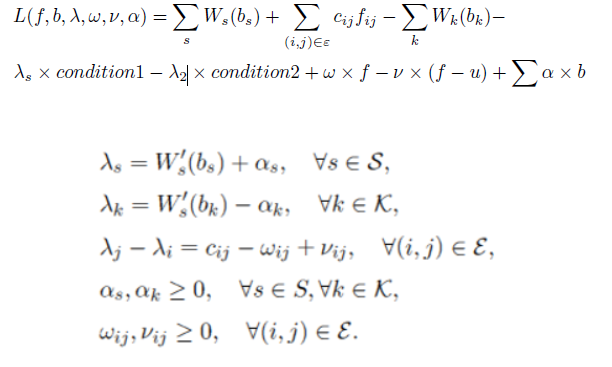 L(f, b, λ, ω, ν, α) = ∑_s W_s(b_s) + ∑_{(i,j)∈ε} c_{ij} f_{ij} − ∑_k W_k(b_k)−
λ_s × condition1 − λ_2| × condition2 + ω × f − ν × (f − u) + ∑ α × b
λ_s = W′_s(b_s) + α_s, ∀s ∈ S,
λ_k = W′_s(b_k) − α_k, ∀k ∈ K,
λ_j − λ_i = c_{ij} − ω_{ij} + ν_{ij}, ∀(i, j) ∈ E,
α_s, α_k ≥ 0, ∀s ∈ S, ∀k ∈ K,
ω_{ij}, ν_{ij} ≥ 0, ∀(i, j) ∈ E.